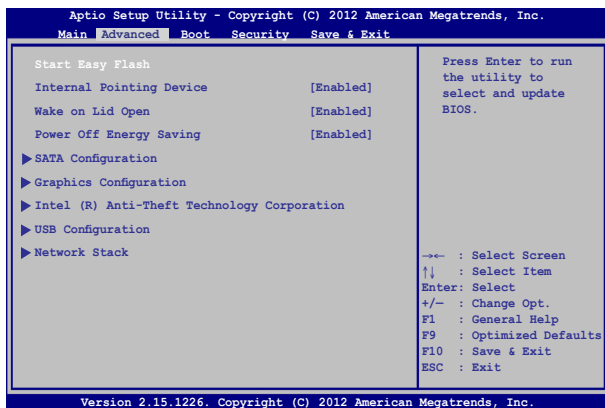 Aptio Setup Utility - Copyright (C) 2012 American Megatrends, Inc.
Main Advanced Boot Security Save & Exit
Start Easy Flash
Internal Pointing Device [Enabled]
Wake on Lid Open [Enabled]
Power Off Energy Saving [Enabled]
SATA Configuration
Graphics Configuration
Intel (R) Anti-Theft Technology Corporation
USB Configuration
Network Stack
Press Enter to run
the utility to
select and update
BIOS.
→← : Select Screen
↑↓ : Select Item
Enter: Select
+/— : Change Opt.
F1 : General Help
F9 : Optimized Defaults
F10 : Save & Exit
ESC : Exit
Version 2.15.1226. Copyright (C) 2012 American Megatrends, Inc.